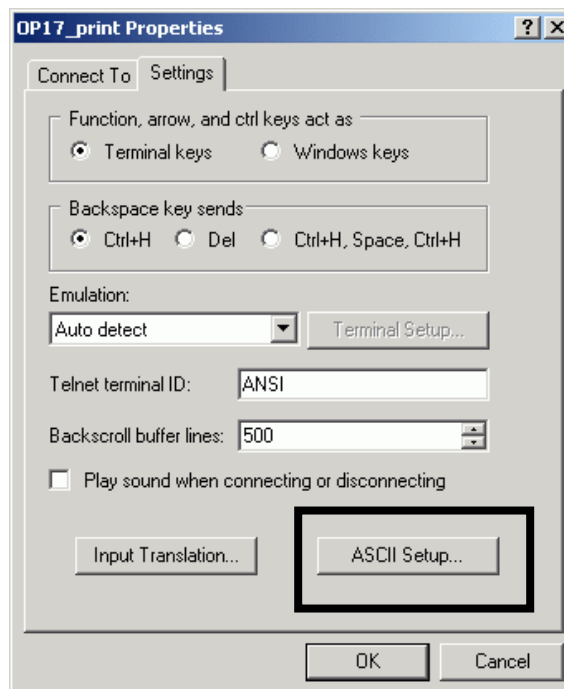 OP17_print Properties
Connect To Settings
Function, arrow, and ctrl keys act as
Terminal keys Windows keys
Backspace key sends
Ctrl+H Del Ctrl+H, Space, Ctrl+H
Emulation:
Auto detect Terminal Setup...
Telnet terminal ID: ANSI
Backscroll buffer lines: 500
Play sound when connecting or disconnecting
Input Translation... ASCII Setup...
OK Cancel